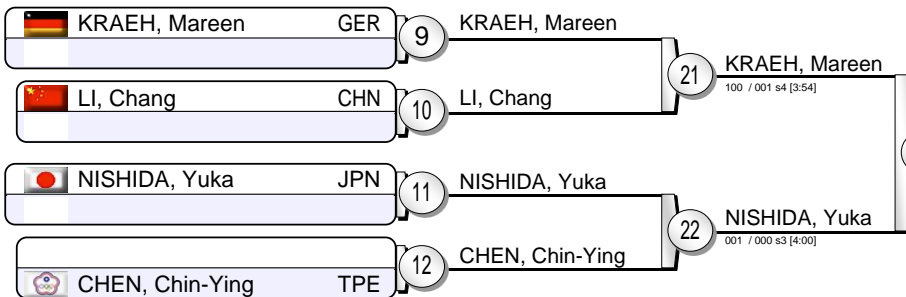 KRAEH, Mareen GER 9 KRAEH, Mareen
21 KRAEH, Mareen
100 / 001 s4 [3:54]
LI, Chang CHN 10 LI, Chang
NISHIDA, Yuka JPN 11 NISHIDA, Yuka
22 NISHIDA, Yuka
001 / 000 s3 [4:00]
CHEN, Chin-Ying TPE 12 CHEN, Chin-Ying